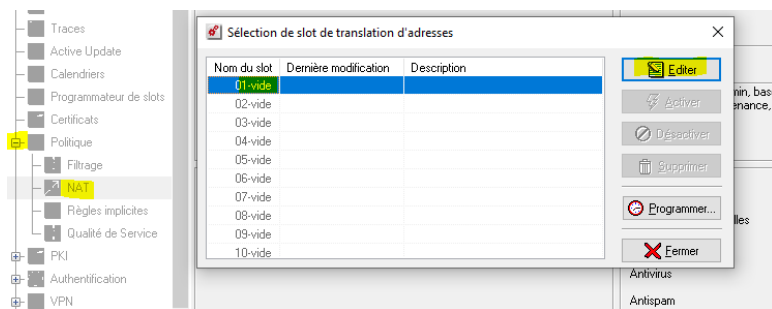 Traces
Active Update
Calendriers
Programmateur de slots
Certificats
Politique
Filtrage
NAT
Règles implicites
Qualité de Service
PKI
Authentification
VPN
Sélection de slot de translation d'adresses
Nom du slot Dernière modification Description
01-vide
02-vide
03-vide
04-vide
05-vide
06-vide
07-vide
08-vide
09-vide
10-vide
Editer
Activer
Désactiver
Supprimer
Programmer...
Fermer
Antivirus
Antispam